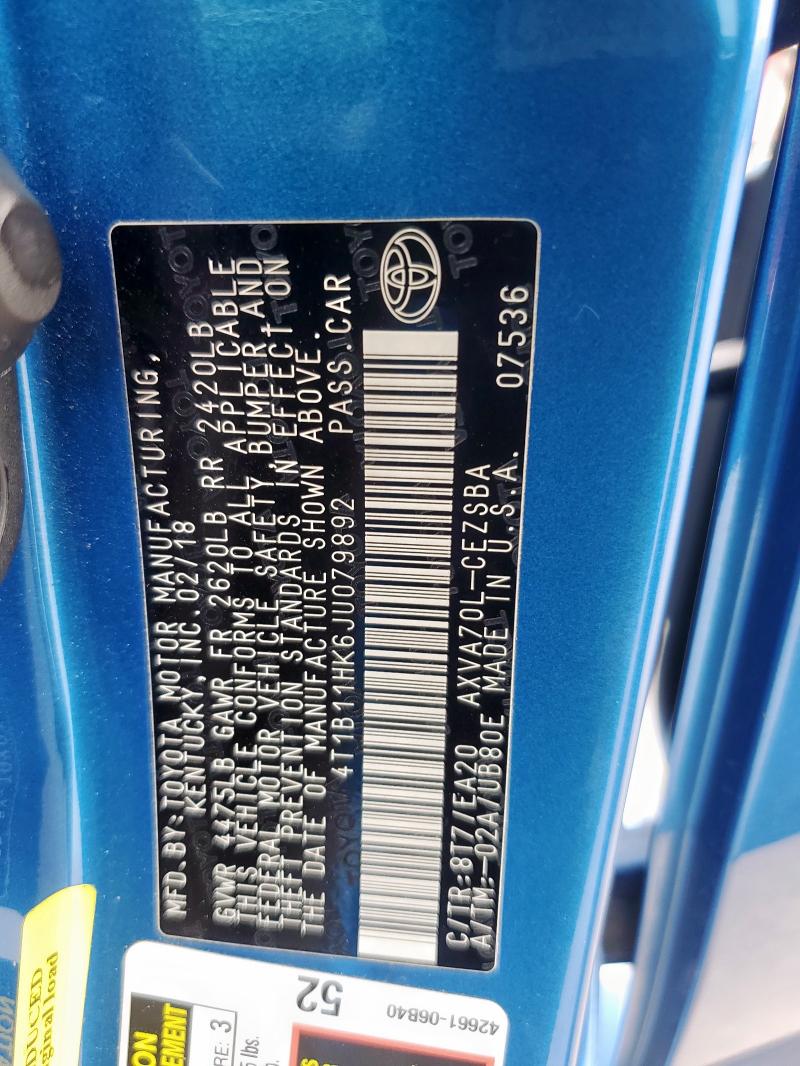 MFD.BY:TOYOTA MOTOR MANUFACTURING,
KENTUCKY, INC 02/18
GVWR 4475LB GAWR FR 2620LB RR 2420LB
THIS VEHICLE CONFORMS TO ALL APPLICABLE
FEDERAL MOTOR VEHICLE SAFETY, BUMPER AND
THEFT PREVENTION STANDARDS IN EFFECT ON
THE DATE OF MANUFACTURE SHOWN ABOVE.
4T1B11HK6JU079892 PASS.CAR
C/TR:8T7/EA20 AXVA70L-CEZSBA
A/TM:-02A/UB80E MADE IN U.S.A. 07536
52
42661-06B40
RE: 3
lbs.